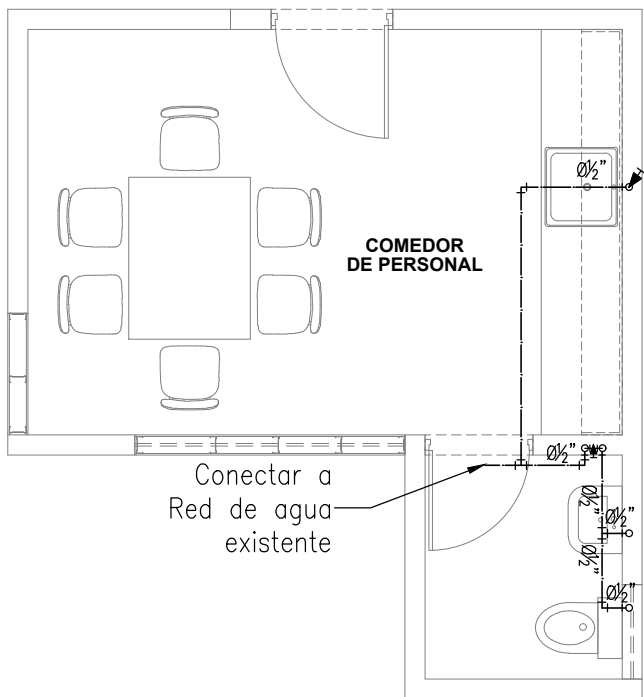 Ø½"
COMEDOR
DE PERSONAL
Ø½"
Conectar a
Red de agua
existente
Ø½"
Ø½"
Ø½"
Ø½"